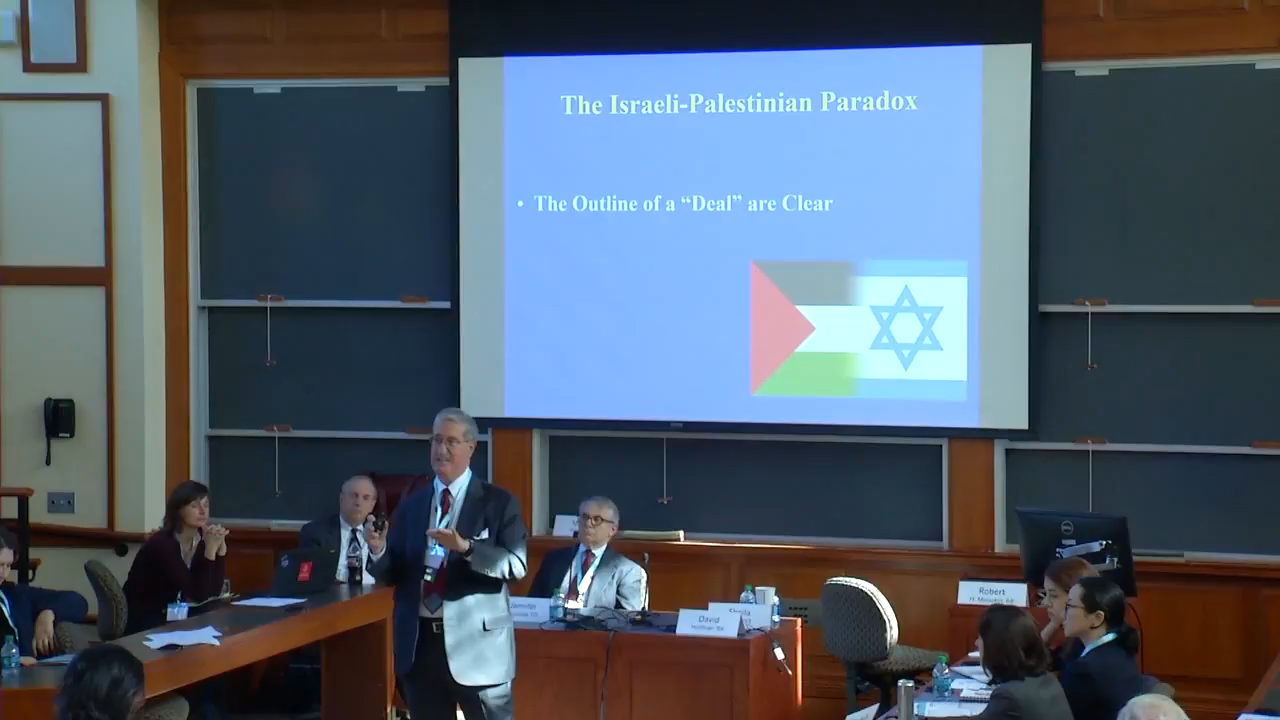 The Israeli-Palestinian Paradox
• The Outline of a “Deal” are Clear
David
Robert